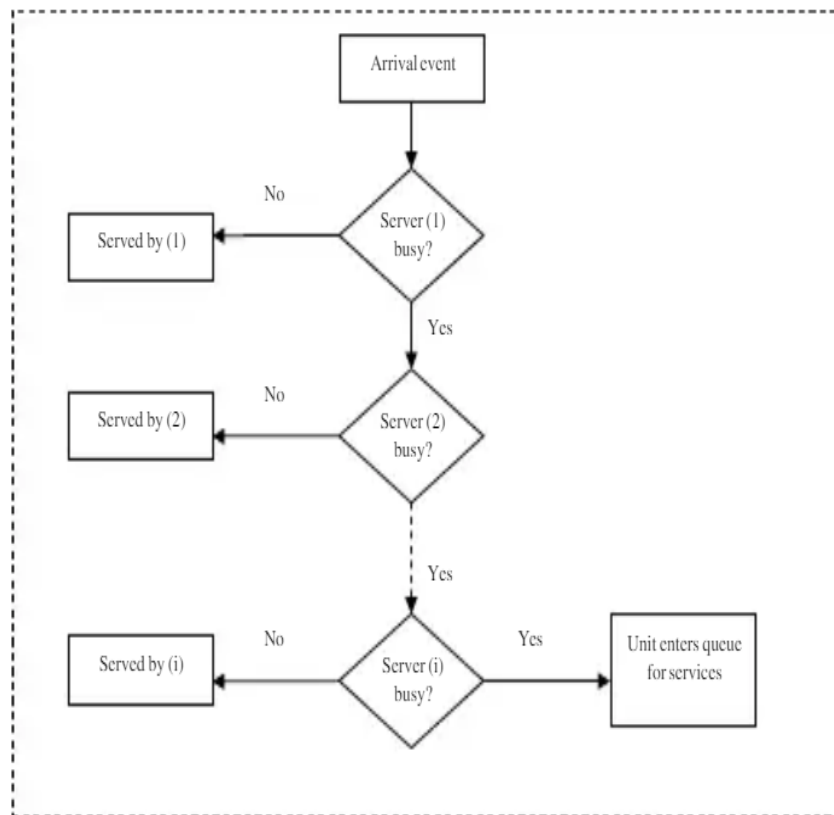 Arrival event
No
Server (1)
busy?
Served by (1)
Yes
No
Server (2)
busy?
Served by (2)
Yes
No
Yes
Server (i)
busy?
Served by (i)
Unit enters queue
for services